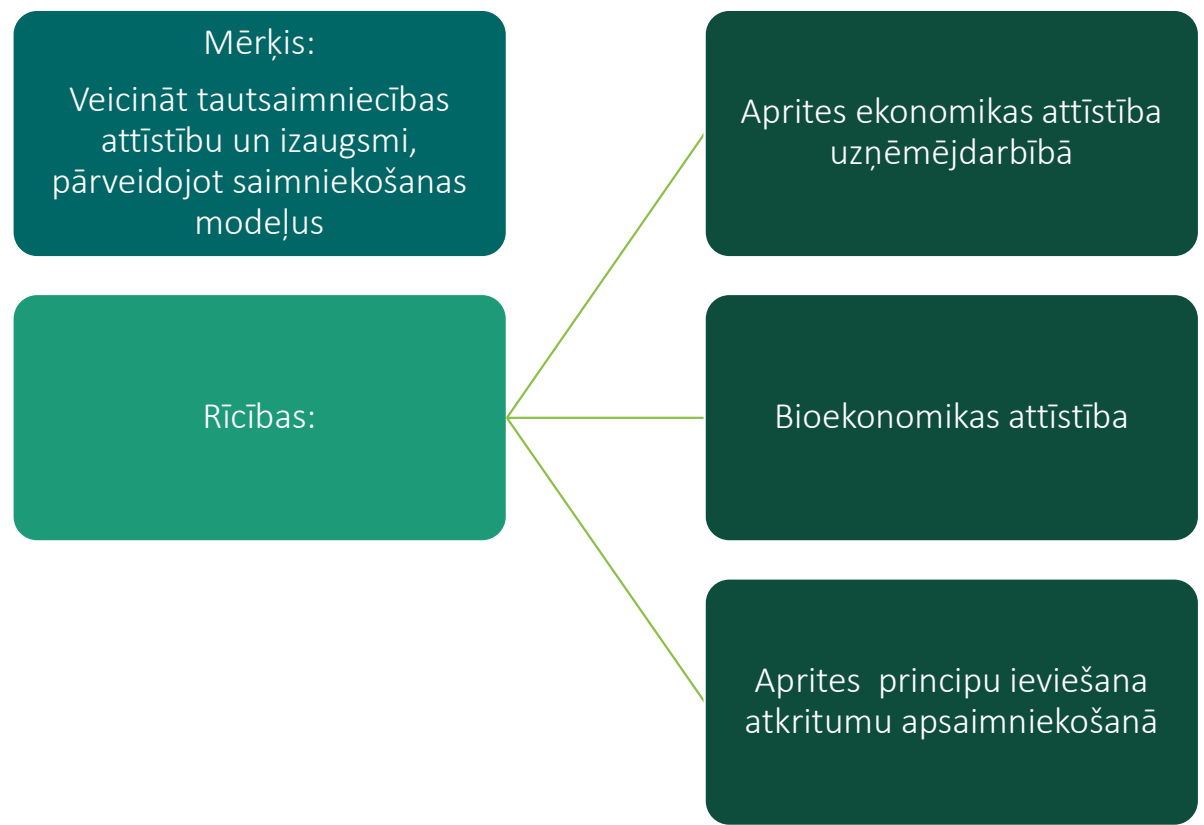 Mērķis:
Veicināt tautsaimniecības
attīstību un izaugsmi,
pārveidojot saimniekošanas
modeļus
Rīcības:
Aprites ekonomikas attīstība
uzņēmējdarbībā
Bioekonomikas attīstība
Aprites  principu ieviešana
atkritumu apsaimniekošanā